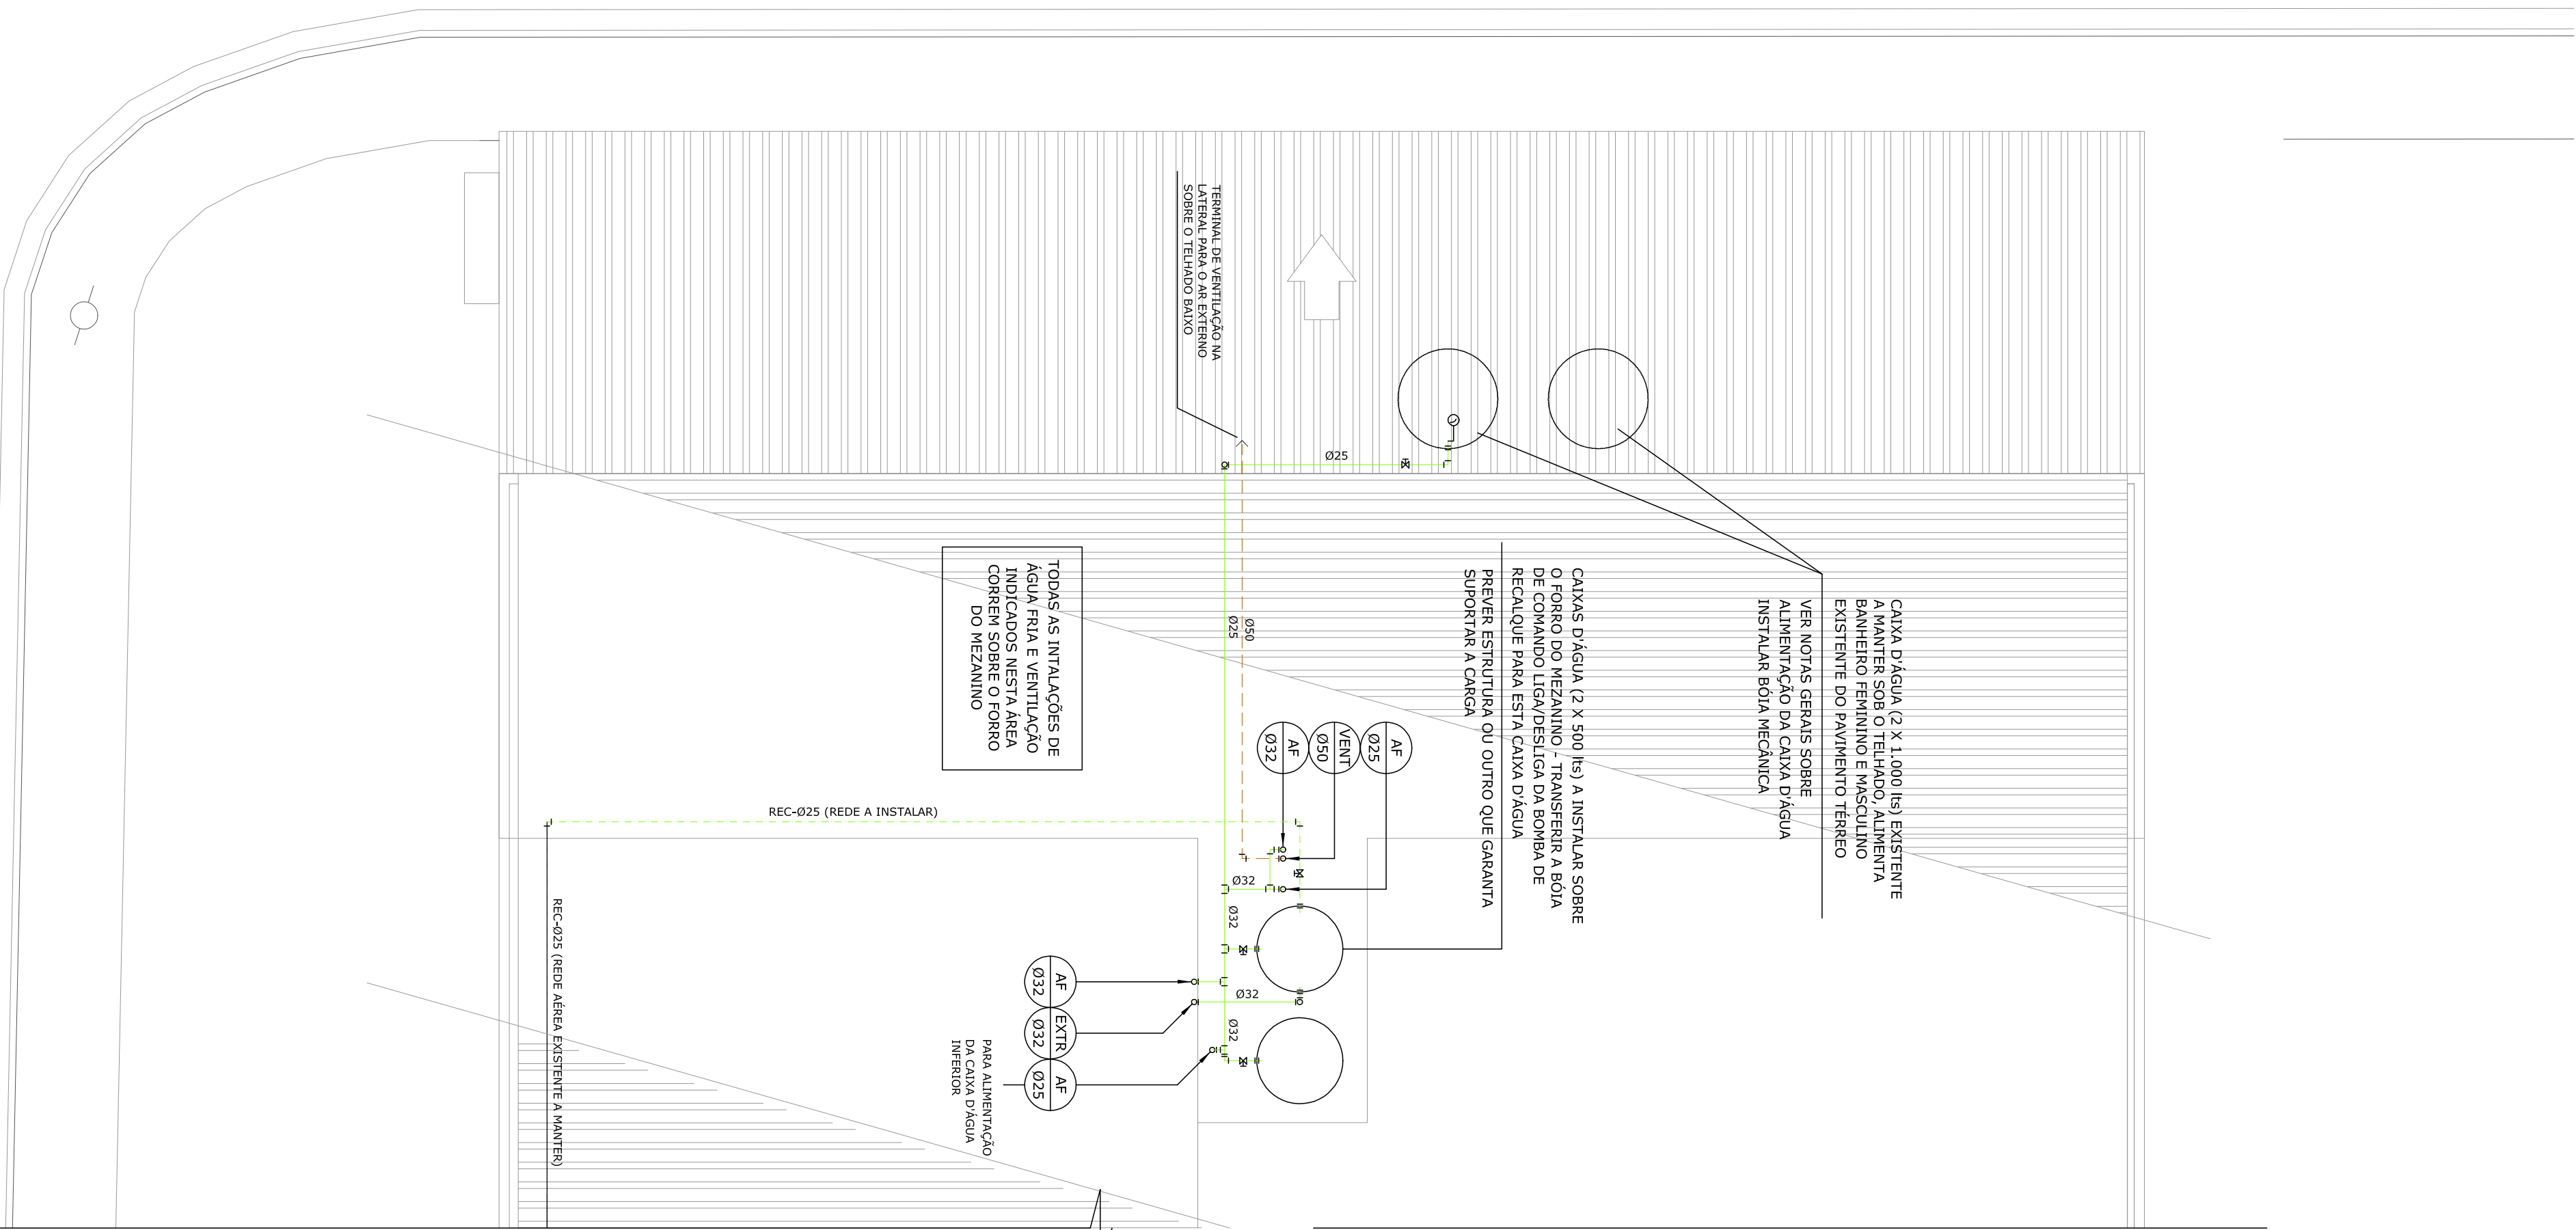 TERMINAL DE VENTILAÇÃO NA
LATERAL PARA O AR EXTERNO
SOBRE O TELHADO BAIXO
Ø25
TODAS AS INTALAÇÕES DE
ÁGUA FRIA E VENTILAÇÃO
INDICADOS NESTA ÁREA
CORREM SOBRE O FORRO
DO MEZANINO
Ø50
Ø25
CAIXAS D'ÁGUA (2 X 500 lts) A INSTALAR SOBRE
O FORRO DO MEZANINO - TRANSFERIR A BÓIA
DE COMANDO LIGA/DESLIGA DA BOMBA DE
RECALQUE PARA ESTA CAIXA D'ÁGUA
PREVER ESTRUTURA OU OUTRO QUE GARANTA
SUPORTAR A CARGA
CAIXA D'ÁGUA (2 X 1.000 lts) EXISTENTE
A MANTER SOB O TELHADO, ALIMENTA
BANHEIRO FEMININO E MASCULINO
EXISTENTE DO PAVIMENTO TÉRREO
VER NOTAS GERAIS SOBRE
ALIMENTAÇÃO DA CAIXA D'ÁGUA
INSTALAR BÓIA MECÂNICA
AF
Ø32
VENT
Ø50
AF
Ø25
REC-Ø25 (REDE A INSTALAR)
REC-Ø25 (REDE AÉREA EXISTENTE A MANTER)
Ø32
Ø32
Ø32
Ø32
AF
Ø32
EXTR
Ø32
AF
Ø25
PARA ALIMENTAÇÃO
DA CAIXA D'ÁGUA
INFERIOR